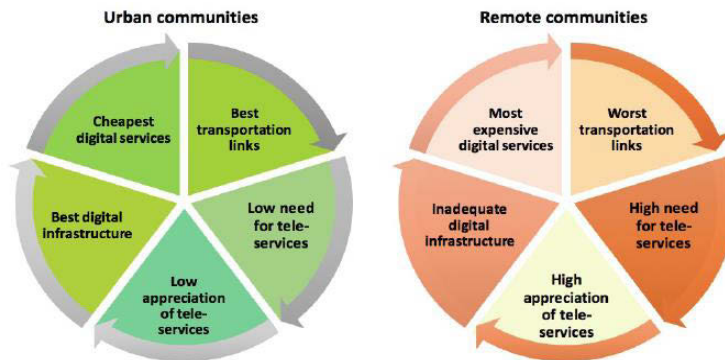 Urban communities
Cheapest
digital services
Best
transportation
links
Low need
for tele-
services
Low
appreciation
of tele-
services
Best digital
infrastructure
Remote communities
Most
expensive
digital services
Worst
transportation
links
High need
for tele-
services
High
appreciation
of tele-
services
Inadequate
digital
infrastructure